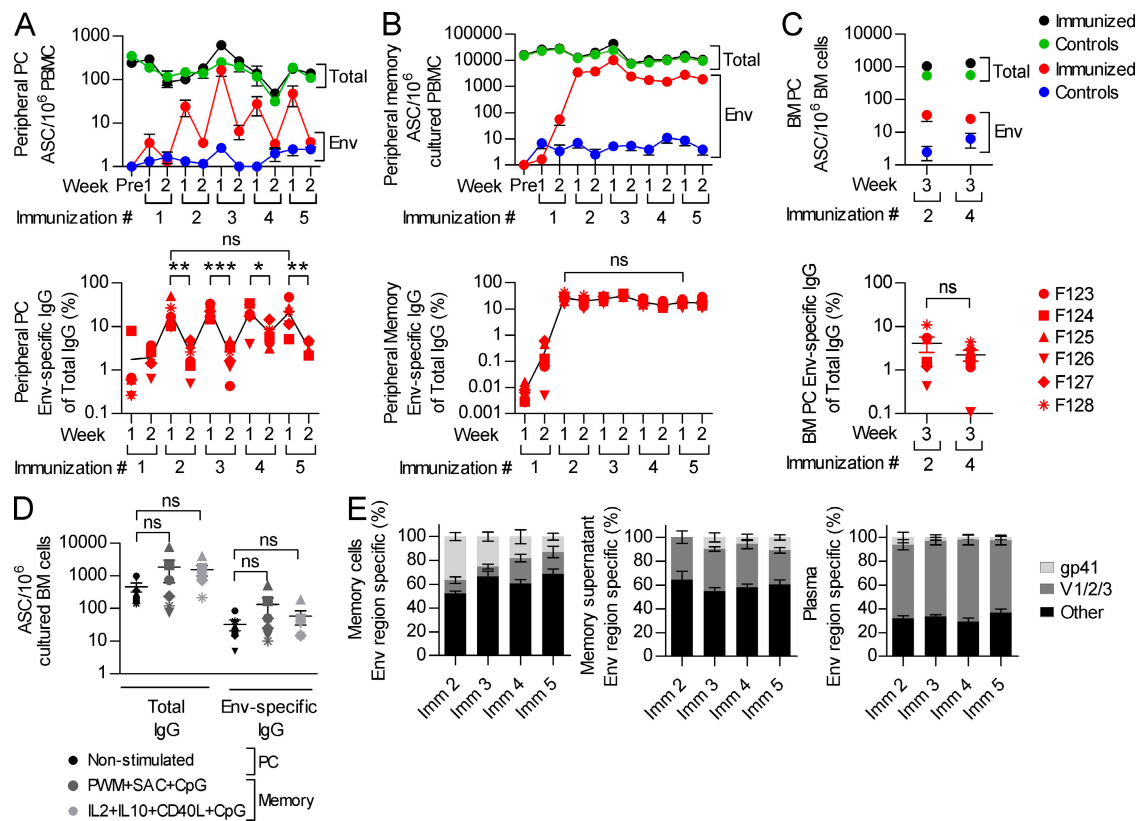 A
Peripheral PC
ASC/10⁶ PBMC
1000
100
10
1
Total
Env
Week Pre 1 2 1 2 1 2 1 2 1 2
Immunization # 1 2 3 4 5
ns
** *** * **
Peripheral PC
Env-specific IgG
of Total IgG (%)
100
10
1
0.1
Week 1 2 1 2 1 2 1 2 1 2
Immunization # 1 2 3 4 5
B
Peripheral memory
ASC/10⁶
cultured PBMC
100000
10000
1000
100
10
1
Total
Env
Week Pre 1 2 1 2 1 2 1 2 1 2
Immunization # 1 2 3 4 5
ns
Peripheral Memory
Env-specific IgG
of Total IgG (%)
100
10
1
0.1
0.01
0.001
Week 1 2 1 2 1 2 1 2 1 2
Immunization # 1 2 3 4 5
C
BM PC
ASC/10⁶ BM cells
10000
1000
100
10
1
Total
Env
Week 3 3
Immunization # 2 4
Immunized
Controls
Immunized
Controls
ns
BM PC Env-specific IgG
of Total IgG (%)
100
10
1
0.1
Week 3 3
Immunization # 2 4
F123
F124
F125
F126
F127
F128
D
ASC/10⁶
cultured BM cells
10000
1000
100
10
1
ns
ns
ns
ns
Total
IgG
Env-specific
IgG
Non-stimulated
PC
PWM+SAC+CpG
IL2+IL10+CD40L+CpG
Memory
E
Memory cells
Env region specific (%)
100
80
60
40
20
0
Imm 2 Imm 3 Imm 4 Imm 5
Memory supernatant
Env region specific (%)
100
80
60
40
20
0
Imm 2 Imm 3 Imm 4 Imm 5
Plasma
Env region specific (%)
100
80
60
40
20
0
Imm 2 Imm 3 Imm 4 Imm 5
gp41
V1/2/3
Other